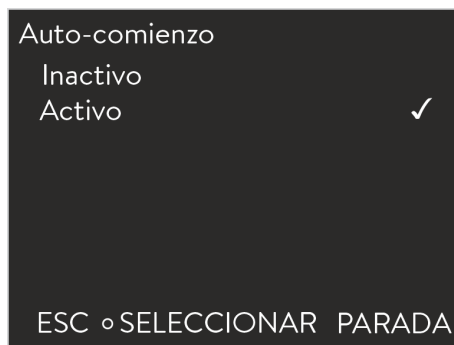 Auto-comienzo
Inactivo
Activo ✓
ESC ∘ SELECCIONAR PARADA